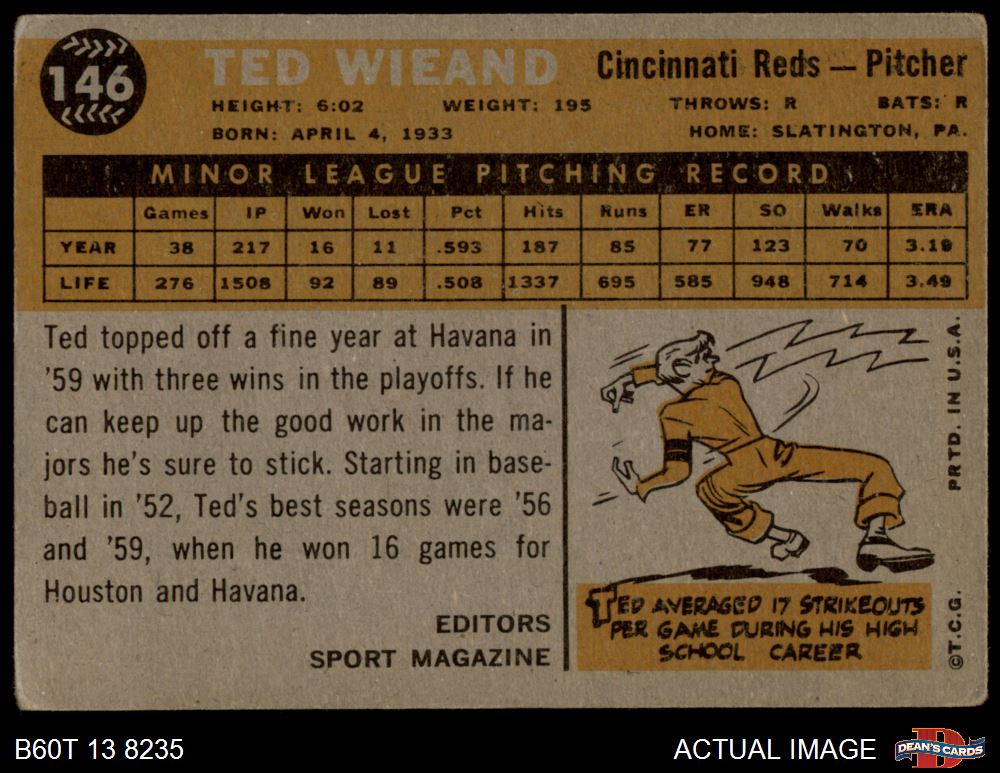 146
TED WIEAND
Cincinnati Reds — Pitcher
HEIGHT: 6:02 WEIGHT: 195 THROWS: R BATS: R
BORN: APRIL 4, 1933 HOME: SLATINGTON, PA.
MINOR LEAGUE PITCHING RECORD
Games IP Won Lost Pct Hits Runs ER SO Walks ERA
YEAR 38 217 16 11 .593 187 85 77 123 70 3.19
LIFE 276 1508 92 89 .508 1337 695 585 948 714 3.49
Ted topped off a fine year at Havana in
'59 with three wins in the playoffs. If he
can keep up the good work in the ma-
jors he's sure to stick. Starting in base-
ball in '52, Ted's best seasons were '56
and '59, when he won 16 games for
Houston and Havana.
EDITORS
SPORT MAGAZINE
TED AVERAGED 17 STRIKEOUTS
PER GAME DURING HIS HIGH
SCHOOL CAREER
©T.C.G. PRTD. IN U.S.A.
B60T 13 8235
ACTUAL IMAGE
D
DEAN'S CARDS